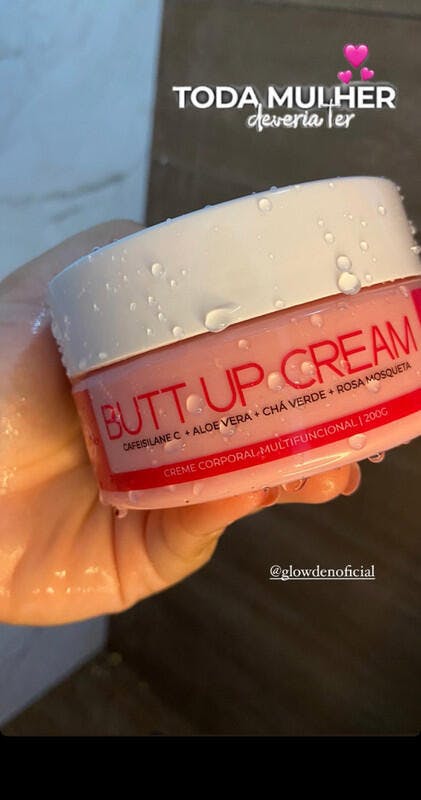 TODA MULHER
deveria ter
BUTT UP CREAM
CAFEISILANE C + ALOE VERA + CHÁ VERDE + ROSA MOSQUETA
CREME CORPORAL MULTIFUNCIONAL | 200G
@glowdenoficial